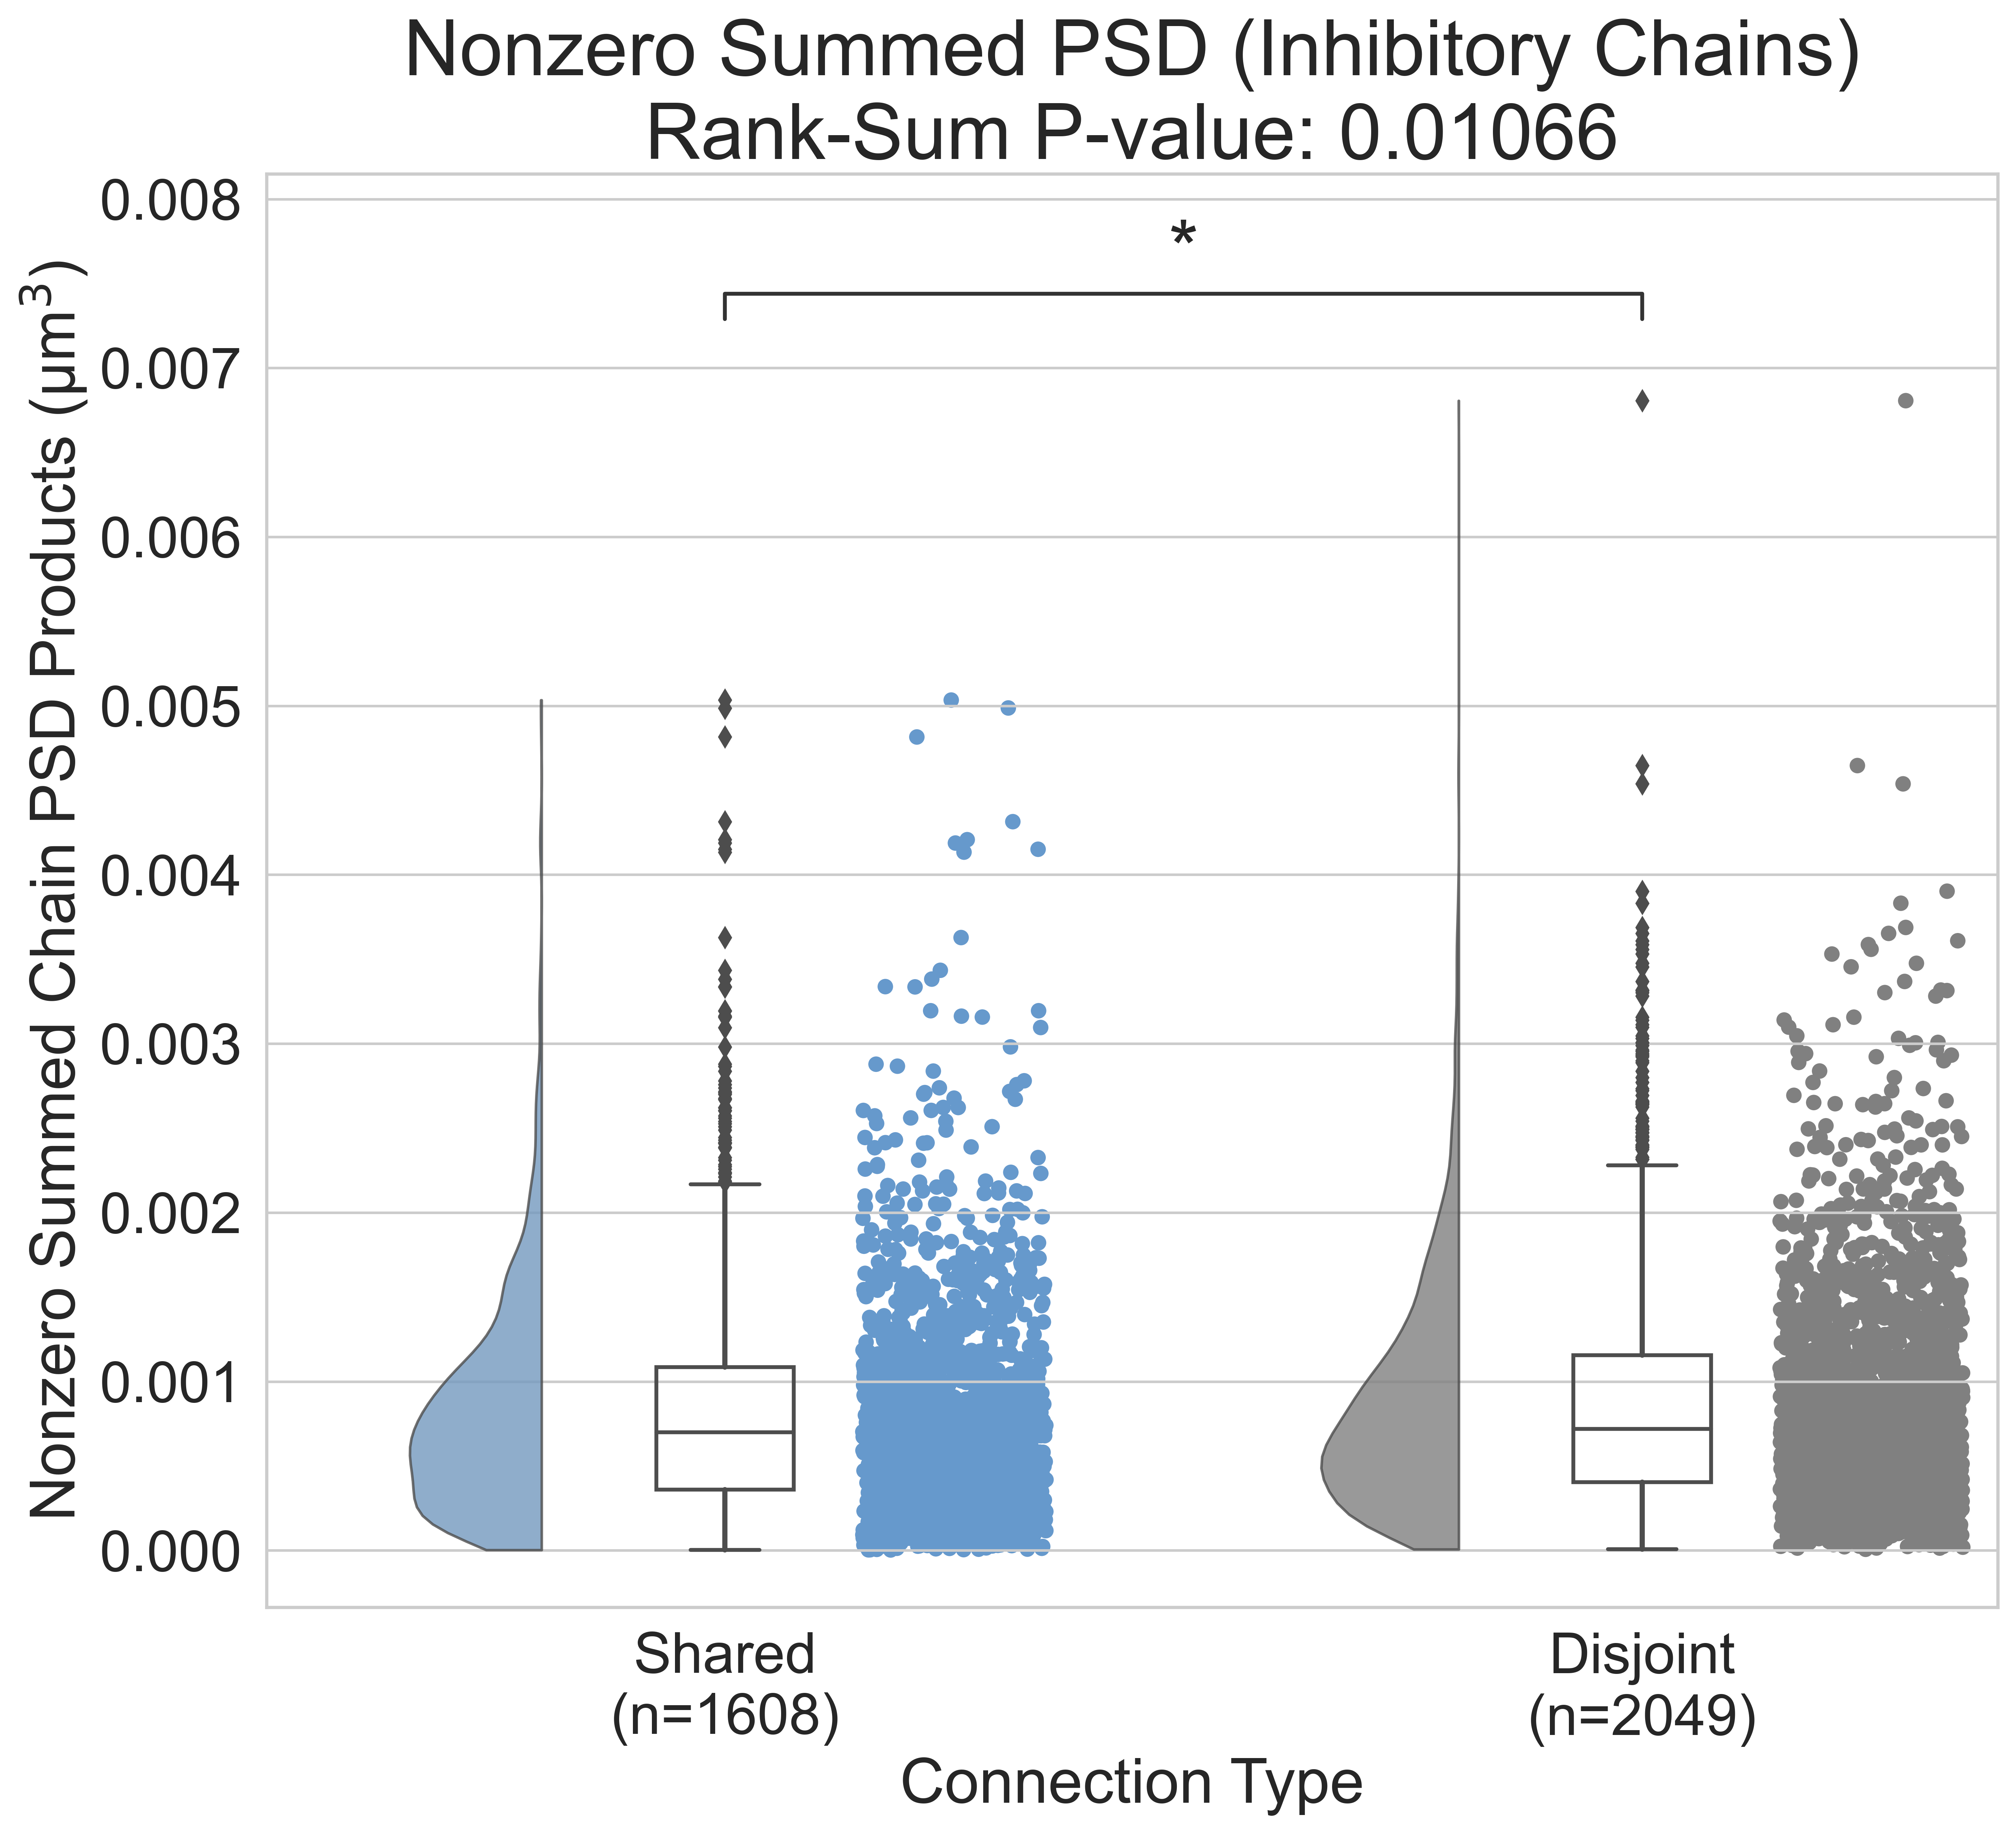 Nonzero Summed PSD (Inhibitory Chains)
Rank-Sum P-value: 0.01066
Nonzero Summed Chain PSD Products (µm³)
0.008
0.007
0.006
0.005
0.004
0.003
0.002
0.001
0.000
*
Shared
(n=1608)
Disjoint
(n=2049)
Connection Type